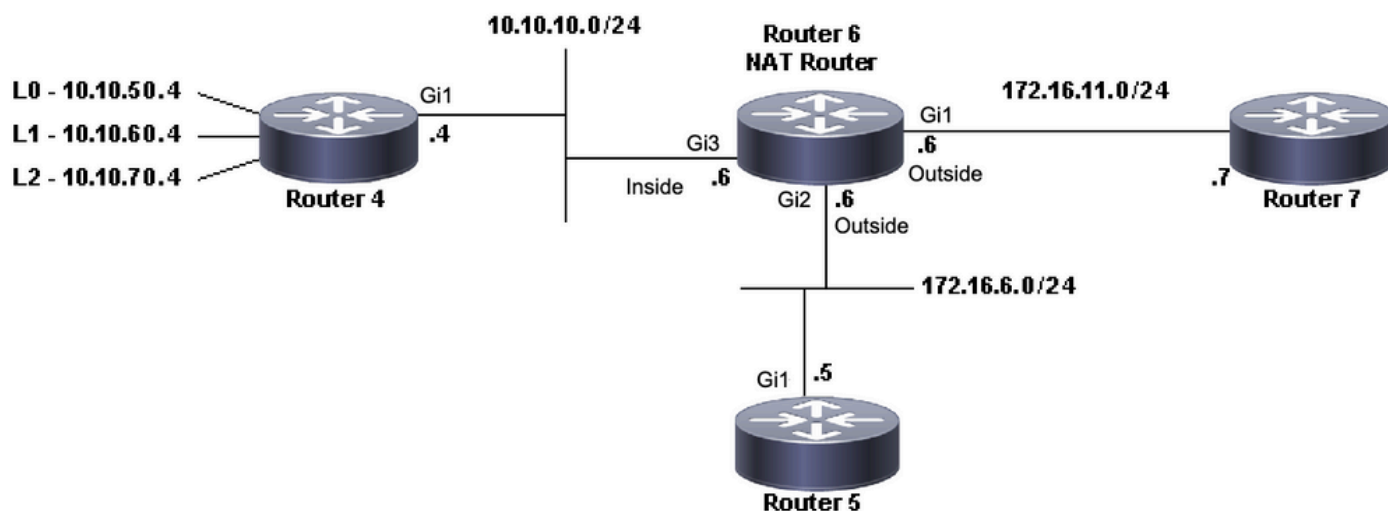 10.10.10.0/24
Router 6
NAT Router
L0 - 10.10.50.4
L1 - 10.10.60.4
L2 - 10.10.70.4
Gi1
.4
Router 4
Gi3
Inside
.6
Gi1
.6
Outside
172.16.11.0/24
.7
Router 7
Gi2
.6
Outside
172.16.6.0/24
Gi1
.5
Router 5